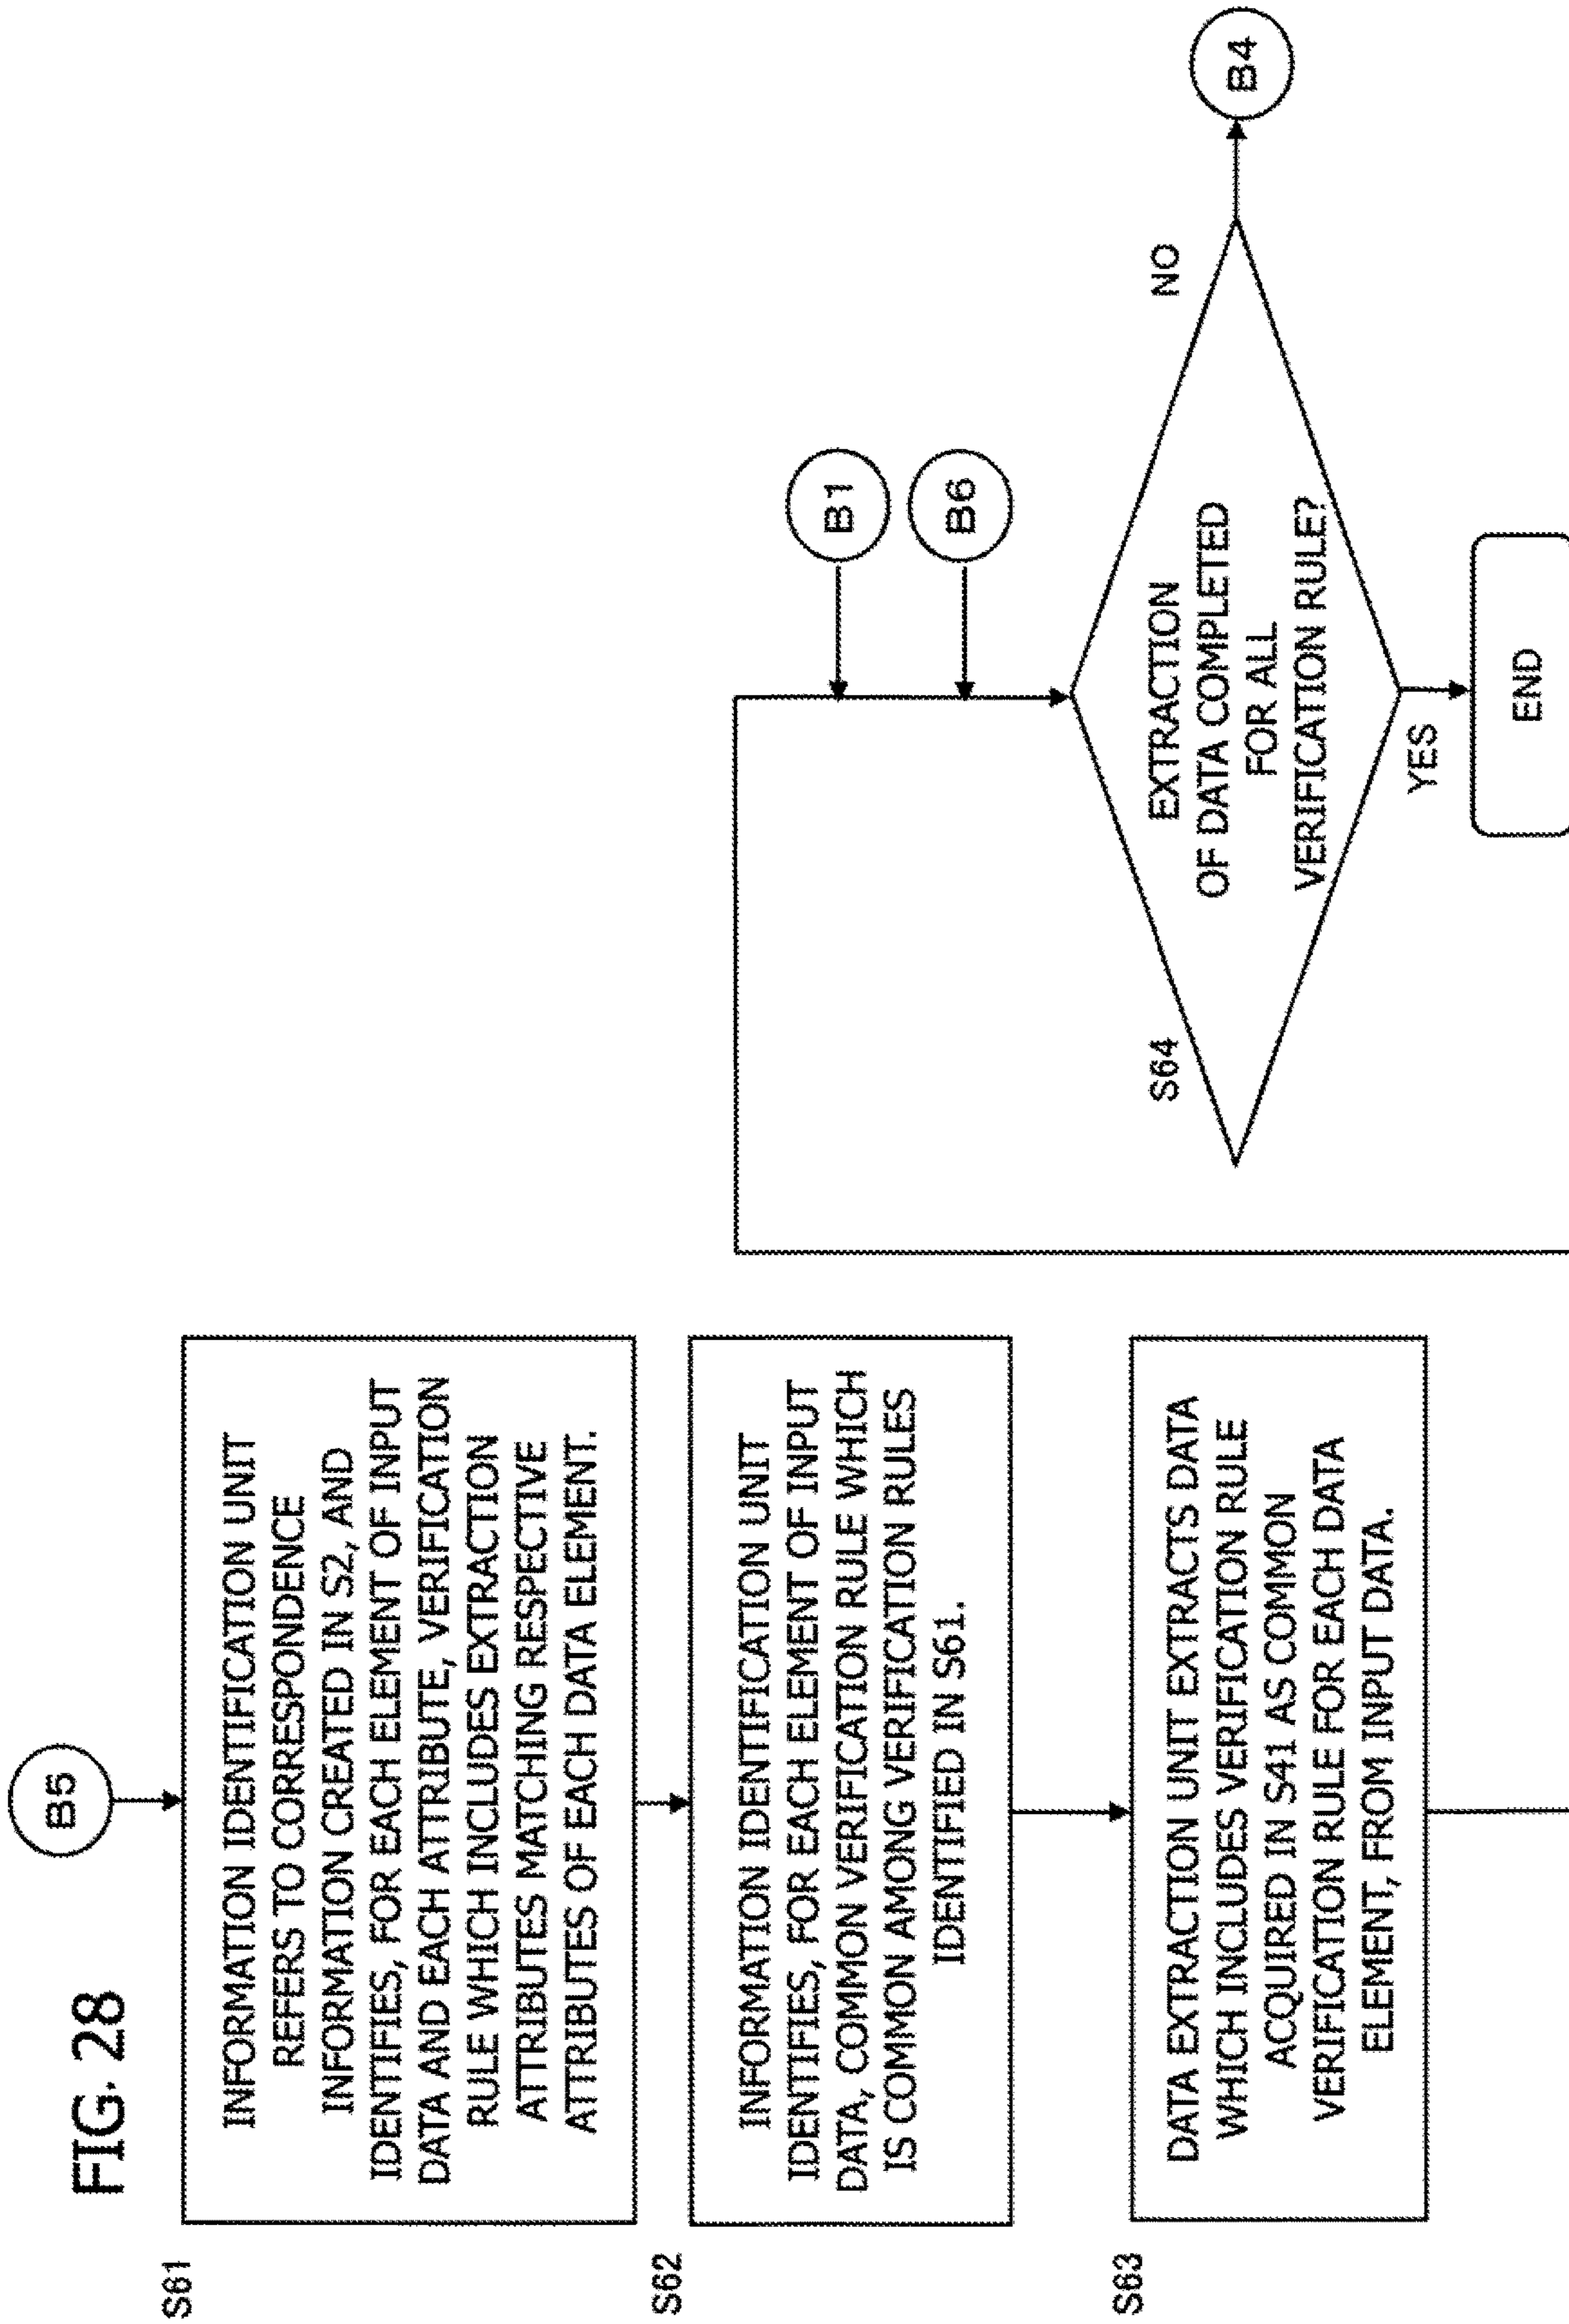 FIG. 28
B5
S61
INFORMATION IDENTIFICATION UNIT
REFERS TO CORRESPONDENCE
INFORMATION CREATED IN S2, AND
IDENTIFIES, FOR EACH ELEMENT OF INPUT
DATA AND EACH ATTRIBUTE, VERIFICATION
RULE WHICH INCLUDES EXTRACTION
ATTRIBUTES MATCHING RESPECTIVE
ATTRIBUTES OF EACH DATA ELEMENT.
S62
INFORMATION IDENTIFICATION UNIT
IDENTIFIES, FOR EACH ELEMENT OF INPUT
DATA, COMMON VERIFICATION RULE WHICH
IS COMMON AMONG VERIFICATION RULES
IDENTIFIED IN S61.
S63
DATA EXTRACTION UNIT EXTRACTS DATA
WHICH INCLUDES VERIFICATION RULE
ACQUIRED IN S41 AS COMMON
VERIFICATION RULE FOR EACH DATA
ELEMENT, FROM INPUT DATA.
B1
B6
S64
EXTRACTION
OF DATA COMPLETED
FOR ALL
VERIFICATION RULE?
NO
B4
YES
END